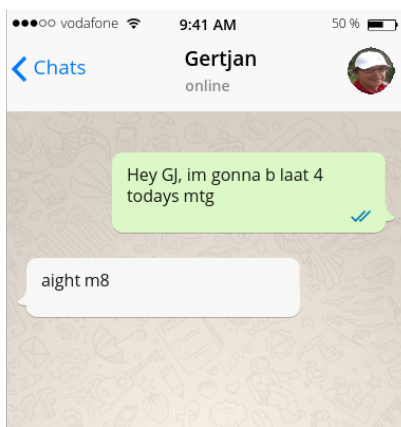 vodafone 9:41 AM 50 %
Chats Gertjan
online
Hey GJ, im gonna b laat 4
todays mtg
aight m8